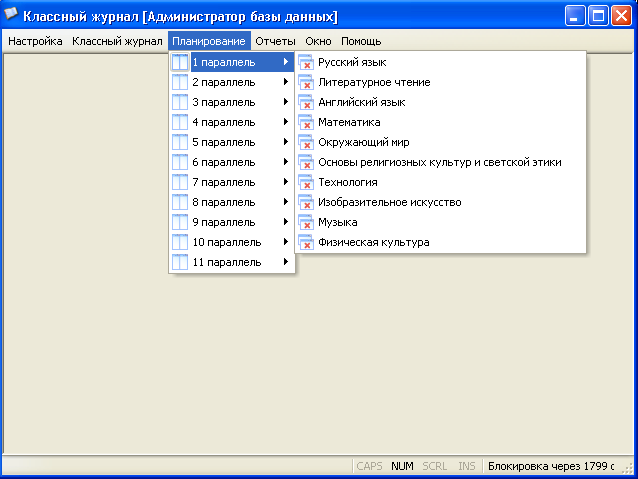 Классный журнал [Администратор базы данных]
Настройка Классный журнал Планирование Отчеты Окно Помощь
1 параллель
2 параллель
3 параллель
4 параллель
5 параллель
6 параллель
7 параллель
8 параллель
9 параллель
10 параллель
11 параллель
Русский язык
Литературное чтение
Английский язык
Математика
Окружающий мир
Основы религиозных культур и светской этики
Технология
Изобразительное искусство
Музыка
Физическая культура
CAPS NUM SCRL INS Блокировка через 1799 с